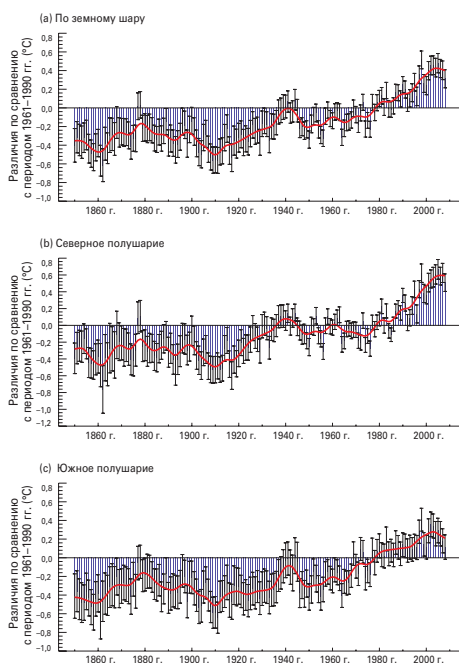 (a) По земному шару
Различия по сравнению
с периодом 1961–1990 гг. (°C)
0,8
0,6
0,4
0,2
0,0
-0,2
-0,4
-0,6
-0,8
-1,0
1860 г. 1880 г. 1900 г. 1920 г. 1940 г. 1960 г. 1980 г. 2000 г.
(b) Северное полушарие
Различия по сравнению
с периодом 1961–1990 гг. (°C)
0,8
0,6
0,4
0,2
0,0
-0,2
-0,4
-0,6
-0,8
-1,0
-1,2
1860 г. 1880 г. 1900 г. 1920 г. 1940 г. 1960 г. 1980 г. 2000 г.
(c) Южное полушарие
Различия по сравнению
с периодом 1961–1990 гг. (°C)
0,8
0,6
0,4
0,2
0,0
-0,2
-0,4
-0,6
-0,8
-1,0
1860 г. 1880 г. 1900 г. 1920 г. 1940 г. 1960 г. 1980 г. 2000 г.